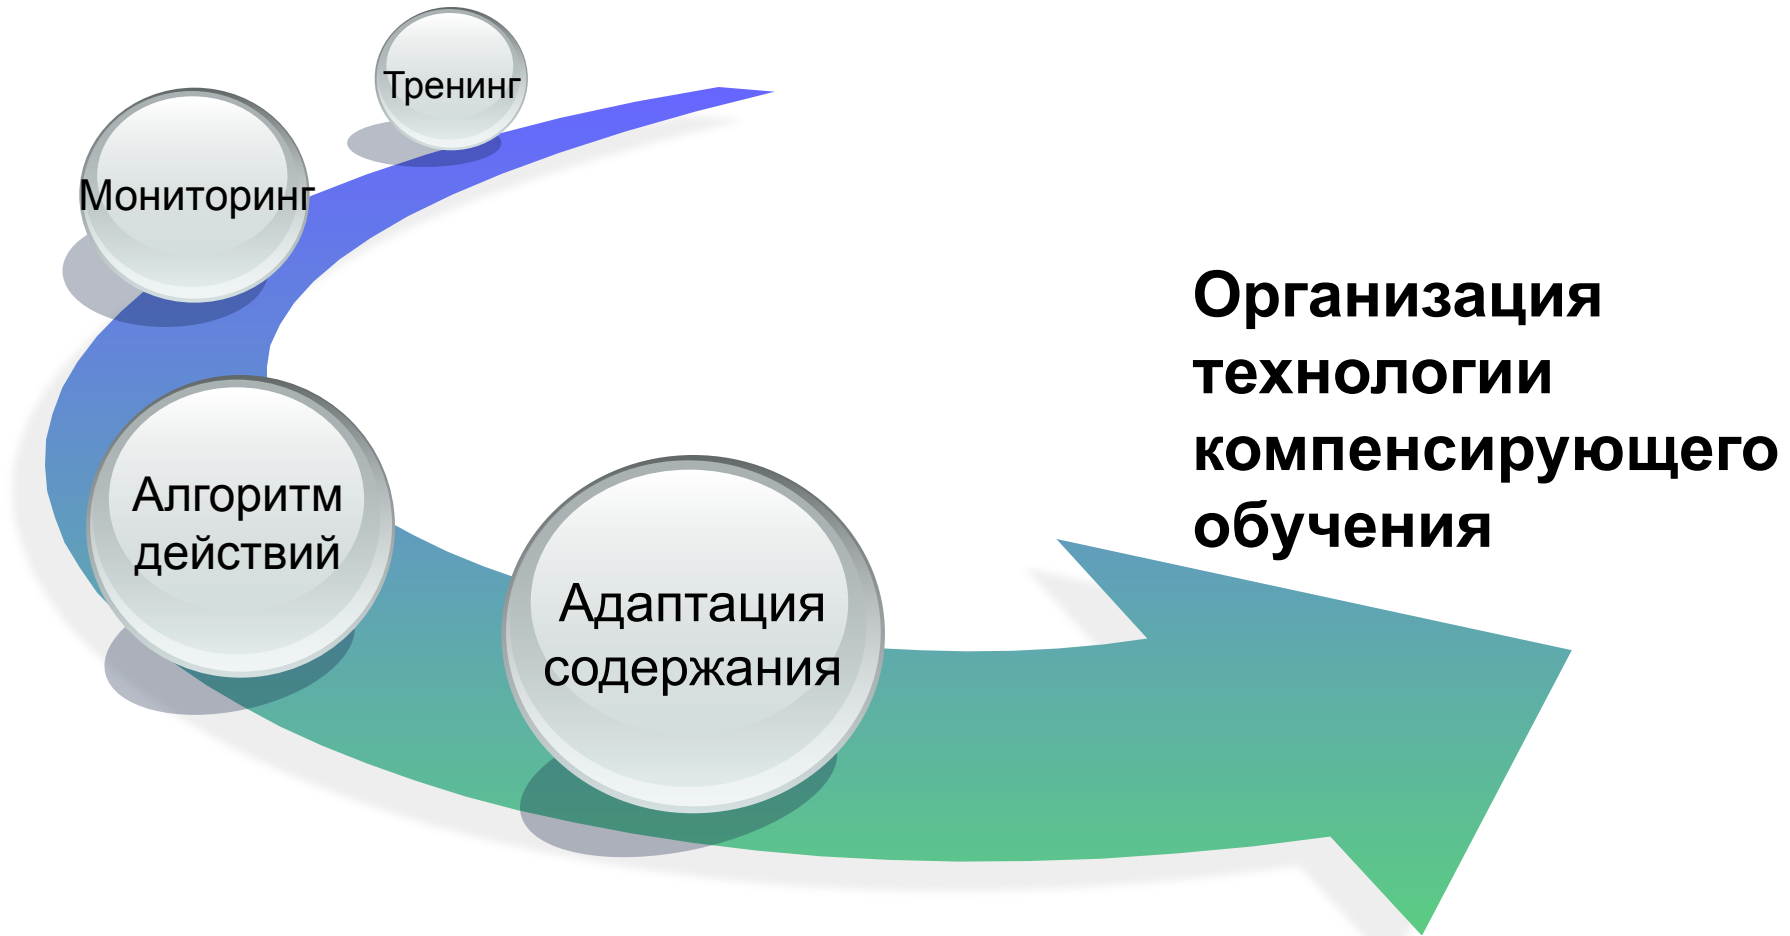 Тренинг
Мониторинг
Алгоритм
действий
Адаптация
содержания
Организация
технологии
компенсирующего
обучения